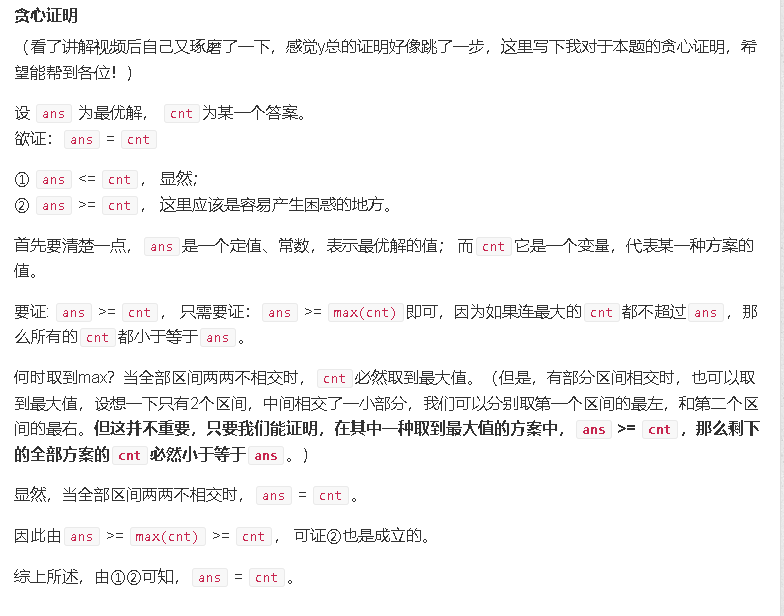 贪心证明
（看了讲解视频后自己又琢磨了一下，感觉y总的证明好像跳了一步，这里写下我对于本题的贪心证明，希
望能帮到各位！）
设 ans 为最优解， cnt 为某一个答案。
欲证： ans = cnt
① ans <= cnt ， 显然；
② ans >= cnt ， 这里应该是容易产生困惑的地方。
首先要清楚一点， ans 是一个定值、常数，表示最优解的值； 而 cnt 它是一个变量，代表某一种方案的
值。
要证: ans >= cnt ， 只需要证： ans >= max(cnt) 即可，因为如果连最大的 cnt 都不超过 ans ，那
么所有的 cnt 都小于等于 ans 。
何时取到max？当全部区间两两不相交时， cnt 必然取到最大值。（但是，有部分区间相交时，也可以取
到最大值，设想一下只有2个区间，中间相交了一小部分，我们可以分别取第一个区间的最左，和第二个区
间的最右。但这并不重要，只要我们能证明，在其中一种取到最大值的方案中， ans >= cnt ，那么剩下
的全部方案的 cnt 必然小于等于 ans 。）
显然，当全部区间两两不相交时， ans = cnt 。
因此由 ans >= max(cnt) >= cnt ， 可证②也是成立的。
综上所述，由①②可知， ans = cnt 。